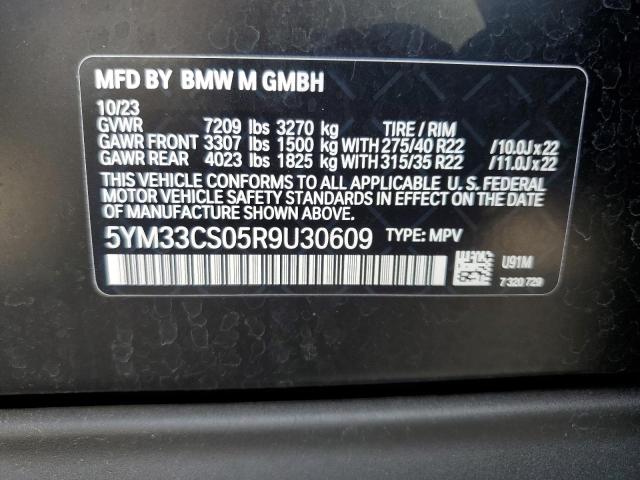 MFD BY BMW M GMBH
10/23
GVWR 7209 lbs 3270 kg TIRE / RIM
GAWR FRONT 3307 lbs 1500 kg WITH 275/40 R22 /10.0J x 22
GAWR REAR 4023 lbs 1825 kg WITH 315/35 R22 /11.0J x 22
THIS VEHICLE CONFORMS TO ALL APPLICABLE U. S. FEDERAL
MOTOR VEHICLE SAFETY STANDARDS IN EFFECT ON THE DATE
OF MANUFACTURE SHOWN ABOVE.
5YM33CS05R9U30609 TYPE: MPV
U91M
7 320 729